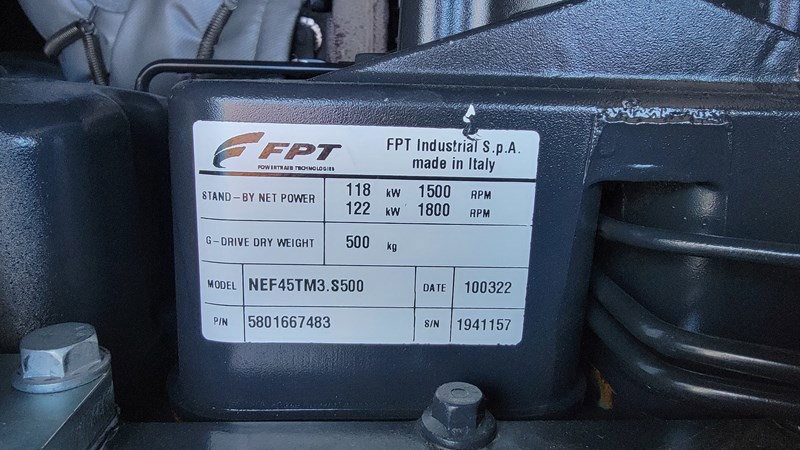 FPT
POWERTRAIN TECHNOLOGIES
FPT Industrial S.p.A.
made in Italy
STAND-BY NET POWER
118 kW 1500 RPM
122 kW 1800 RPM
G-DRIVE DRY WEIGHT 500 kg
MODEL NEF45TM3.S500 DATE 100322
P/N 5801667483 S/N 1941157